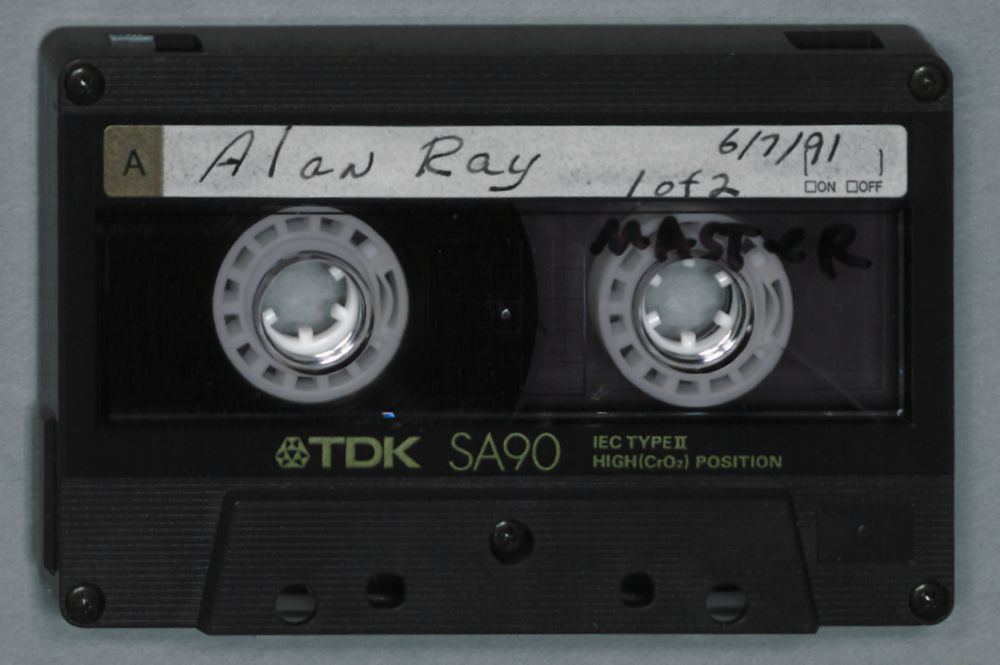 A
Alan Ray
6/7/91
1 of 2
ON OFF
MASTER
TDK SA90
IEC TYPE II
HIGH(CrO₂) POSITION